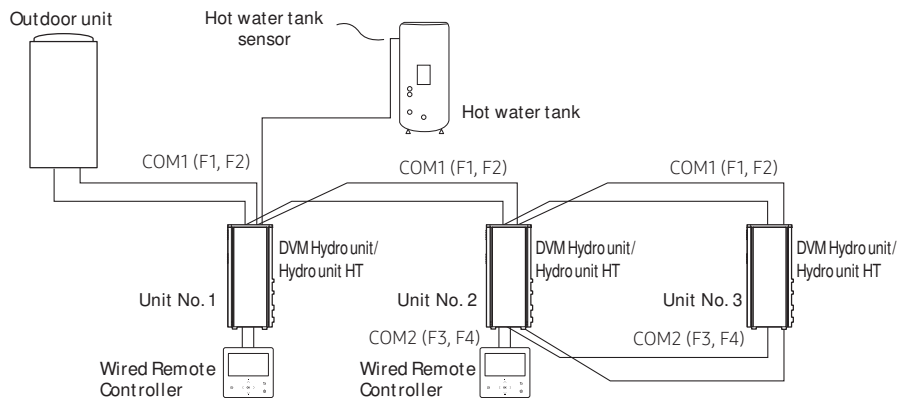 Outdoor unit
Hot water tank
sensor
Hot water tank
COM1 (F1, F2)
COM1 (F1, F2)
COM1 (F1, F2)
DVM Hydro unit/
Hydro unit HT
DVM Hydro unit/
Hydro unit HT
DVM Hydro unit/
Hydro unit HT
Unit No. 1
Unit No. 2
Unit No. 3
COM2 (F3, F4)
COM2 (F3, F4)
Wired Remote
Controller
Wired Remote
Controller